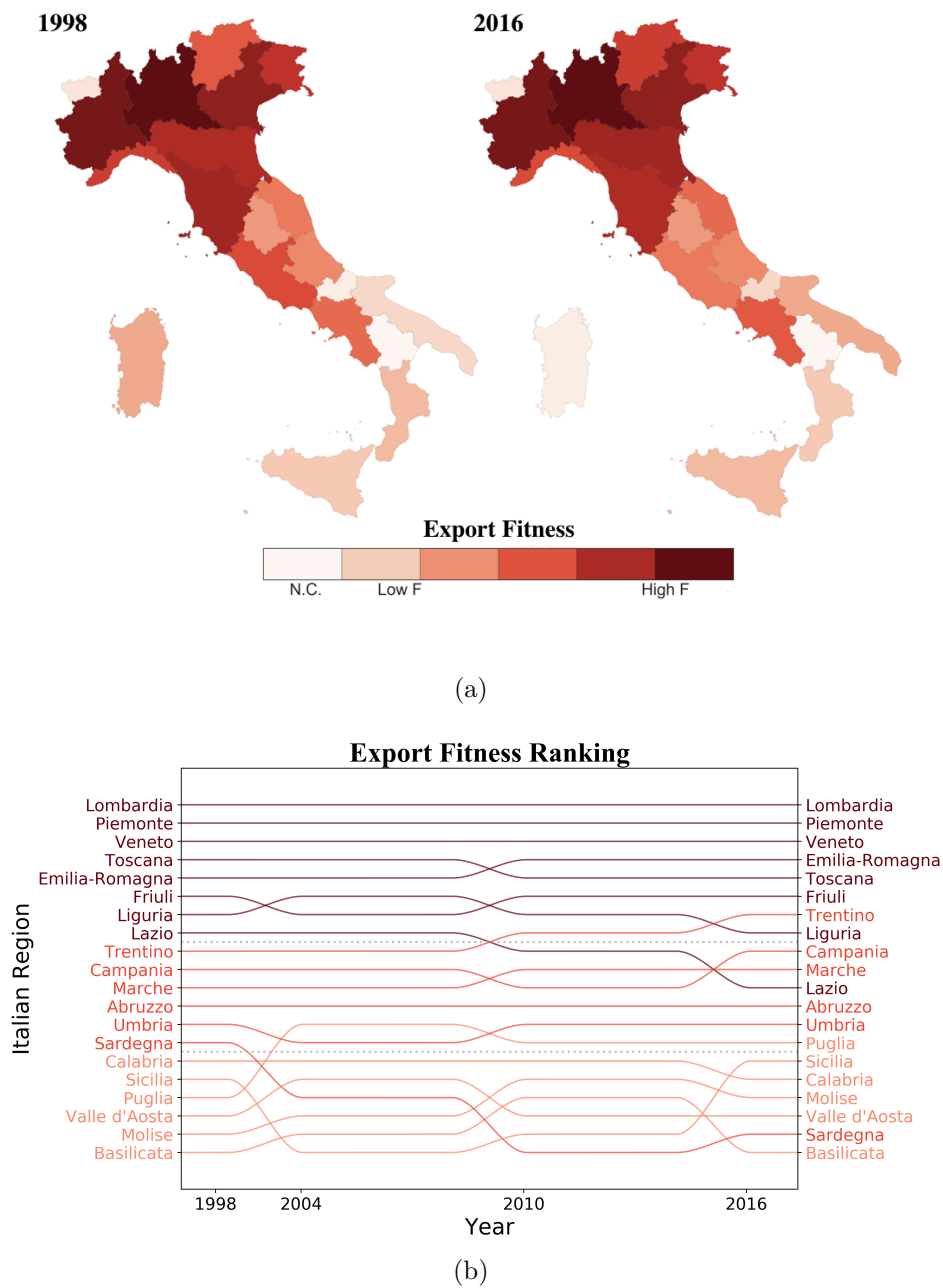 1998
2016
Export Fitness
N.C.
Low F
High F
(a)
Export Fitness Ranking
Italian Region
Lombardia
Piemonte
Veneto
Toscana
Emilia-Romagna
Friuli
Liguria
Lazio
Trentino
Campania
Marche
Abruzzo
Umbria
Sardegna
Calabria
Sicilia
Puglia
Valle d'Aosta
Molise
Basilicata
Lombardia
Piemonte
Veneto
Emilia-Romagna
Toscana
Friuli
Trentino
Liguria
Campania
Marche
Lazio
Abruzzo
Umbria
Puglia
Sicilia
Calabria
Molise
Valle d'Aosta
Sardegna
Basilicata
1998
2004
2010
2016
Year
(b)